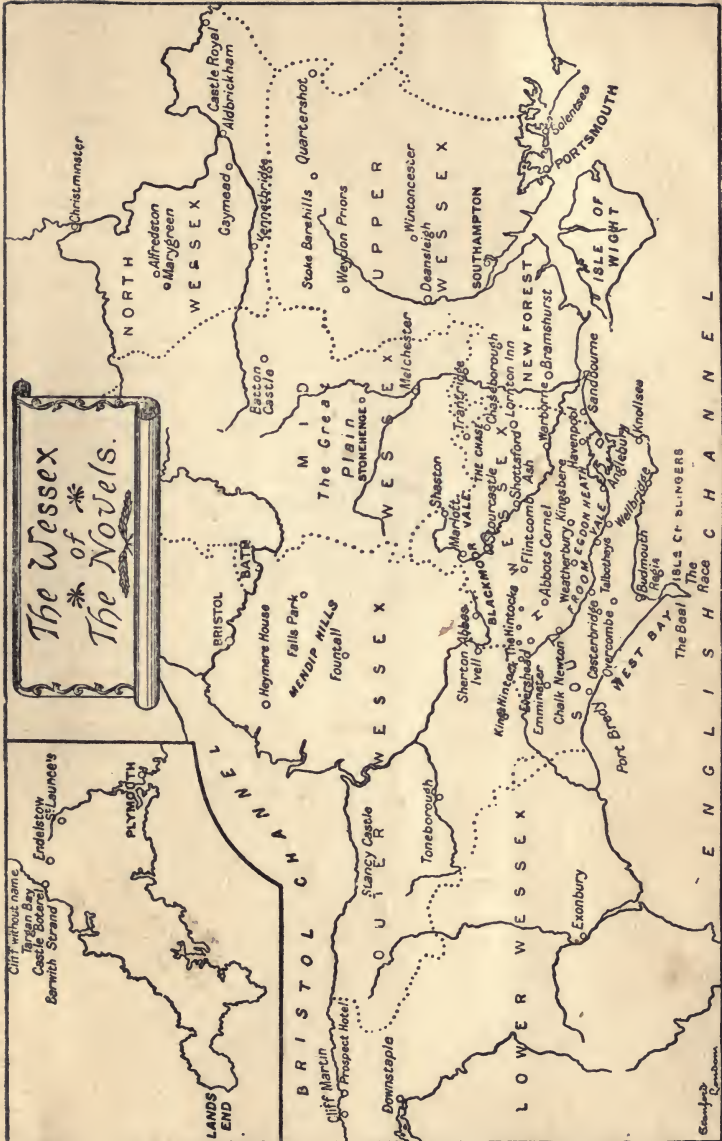 The Wessex
of
The Novels.
Cliff without name
Targan Bay
Castle Boterel
Barwith Strand
Endelstow
St Launce's
PLYMOUTH
LANDS
END
BRISTOL CHANNEL
Cliff Martin
Prospect Hotel
Downstaple
LOWER WESSEX
Exonbury
OUTER WESSEX
Stancy Castle
Toneborough
BRISTOL
BATH
Heymere House
Falls Park
MENDIP HILLS
Fountall
NORTH
WESSEX
Christminster
Alfredston
Marygreen
Castle Royal
Aldbrickham
Gaymead
Kennetbridge
MID
WESSEX
Batton
Castle
The Great
Plain
STONEHENGE
Melchester
UPPER
WESSEX
Stoke Barehills
Quartershot
Weydon Priors
Wintoncester
Deansleigh
SOUTHAMPTON
Solentsea
PORTSMOUTH
ISLE OF
WIGHT
NEW FOREST
Bramshurst
SOUTH WESSEX
Shaston
Marlott
VALE
BLACKMOOR
Stourcastle
THE CHASE
Trantridge
Chaseborough
Lornton Inn
Shottsford
Warborne
Flintcomb Ash
Sherton Abbas
Ivell
Kings Hintock
The Hintocks
Evershead
Emminster
Chalk Newton
Abbots Cernel
Weatherbury
Kingsbere
Havenpool
Sandbourne
EGDON HEATH
FROOM
VALE
Anglebury
Knollsea
Wellbridge
Talbothays
Casterbridge
Overcombe
Budmouth
Regis
Port Bredy
WEST BAY
ISLE OF SLINGERS
The Beal
The
Race
ENGLISH CHANNEL
Stanford
London